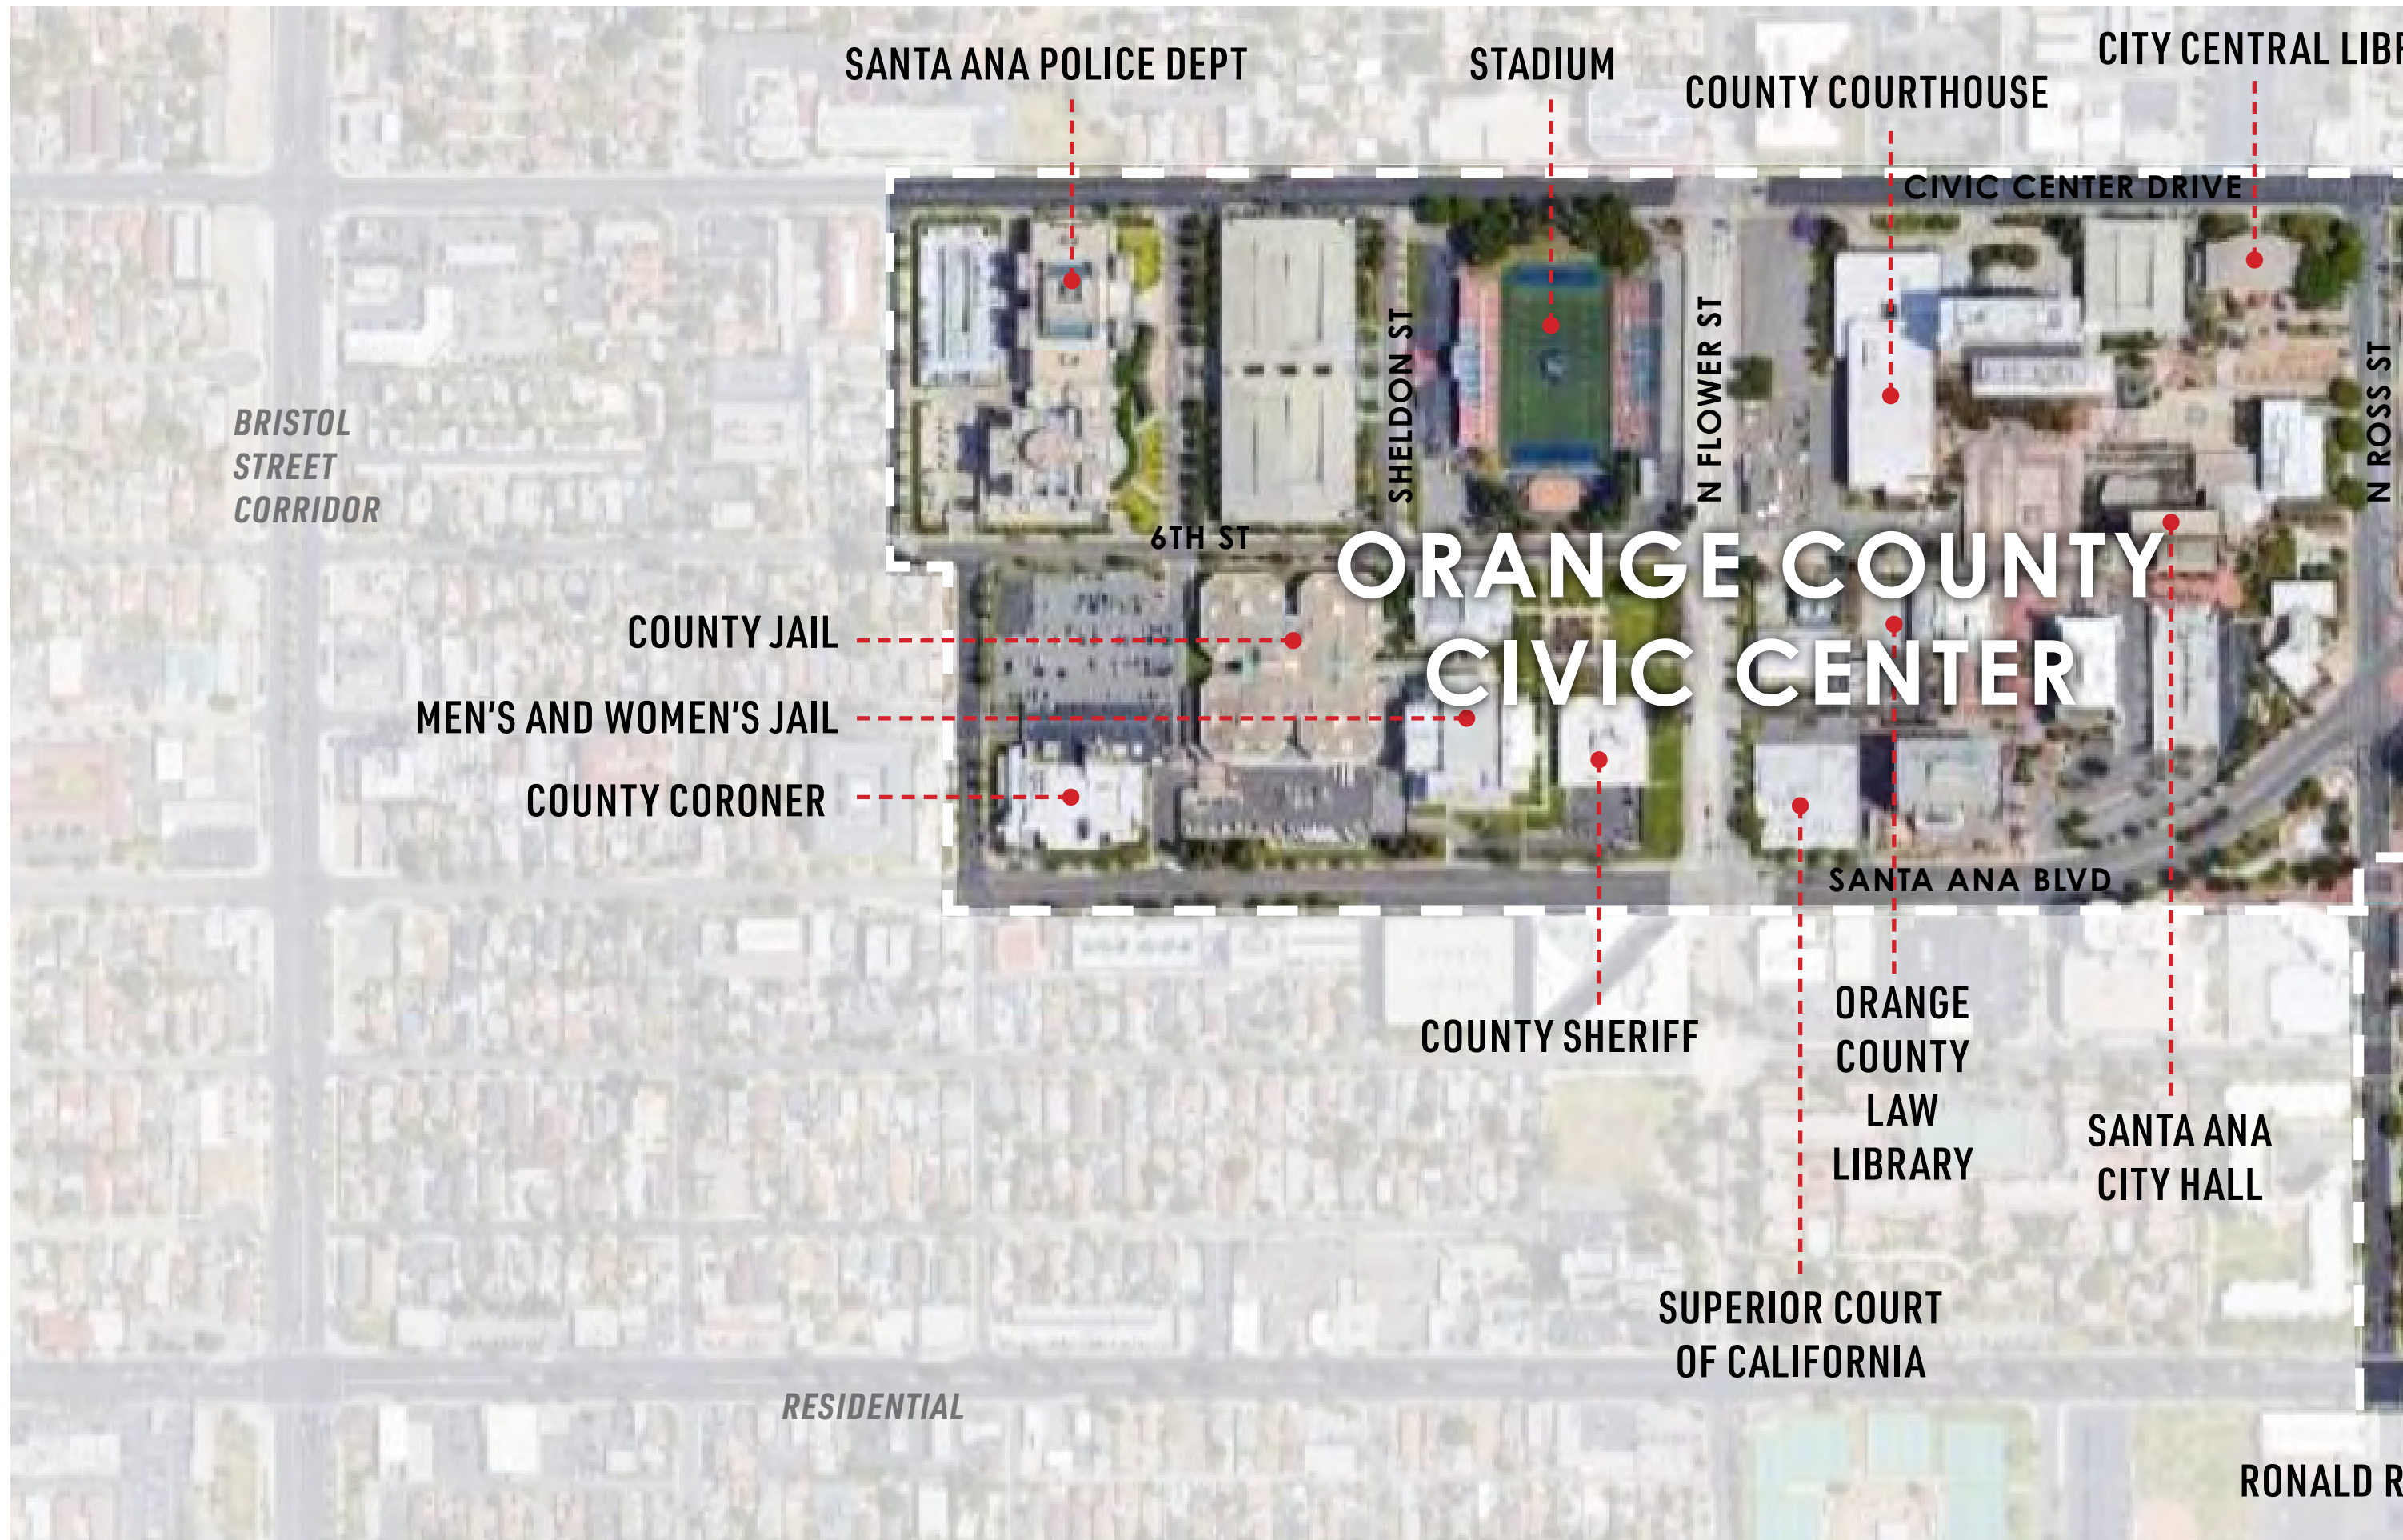 SANTA ANA POLICE DEPT
STADIUM
COUNTY COURTHOUSE
CITY CENTRAL
CIVIC CENTER DRIVE
SHELDON ST
N FLOWER ST
N ROSS ST
BRISTOL
STREET
CORRIDOR
6TH ST
ORANGE COUNTY
CIVIC CENTER
COUNTY JAIL
MEN'S AND WOMEN'S JAIL
COUNTY CORONER
SANTA ANA BLVD
COUNTY SHERIFF
ORANGE
COUNTY
LAW
LIBRARY
SANTA ANA
CITY HALL
SUPERIOR COURT
OF CALIFORNIA
RESIDENTIAL
RONALD